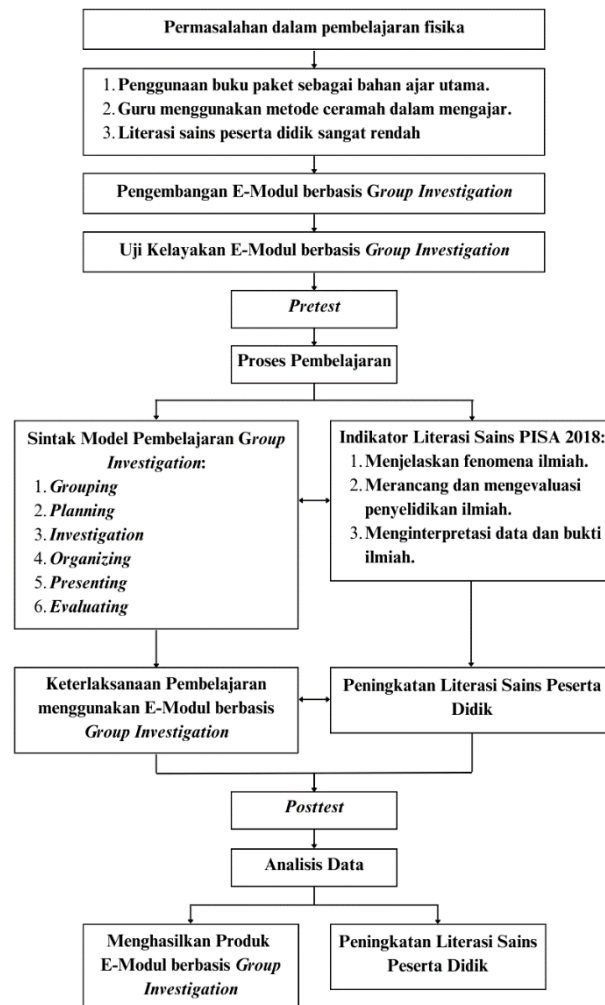 Permasalahan dalam pembelajaran fisika
1. Penggunaan buku paket sebagai bahan ajar utama.
2. Guru menggunakan metode ceramah dalam mengajar.
3. Literasi sains peserta didik sangat rendah
Pengembangan E-Modul berbasis Group Investigation
Uji Kelayakan E-Modul berbasis Group Investigation
Pretest
Proses Pembelajaran
Sintak Model Pembelajaran Group
Investigation:
1. Grouping
2. Planning
3. Investigation
4. Organizing
5. Presenting
6. Evaluating
Indikator Literasi Sains PISA 2018:
1. Menjelaskan fenomena ilmiah.
2. Merancang dan mengevaluasi
penyelidikan ilmiah.
3. Menginterpretasi data dan bukti
ilmiah.
Keterlaksanaan Pembelajaran
menggunakan E-Modul berbasis
Group Investigation
Peningkatan Literasi Sains Peserta
Didik
Posttest
Analisis Data
Menghasilkan Produk
E-Modul berbasis Group
Investigation
Peningkatan Literasi Sains
Peserta Didik